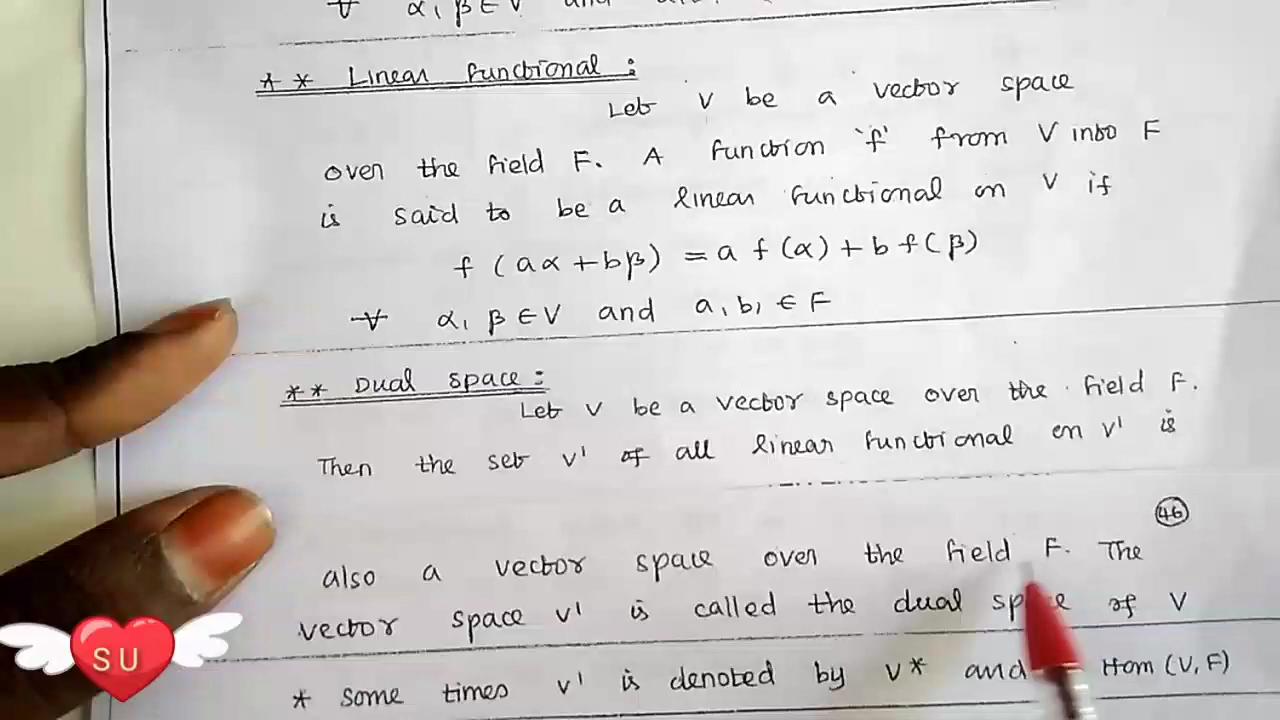 ∀ α, β ∈ V and
** Linear functional :
Let V be a vector space
over the field F. A function 'f' from V into F
is said to be a linear functional on V if
f (aα + bβ) = a f(α) + b f(β)
∀ α, β ∈ V and a, b, ∈ F
** Dual space :
Let V be a vector space over the field F.
Then the set V' of all linear functional on V' is
46
also a vector space over the field F. The
vector space V' is called the dual space of V
* some times V' is denoted by V* and Hom (V, F)
SU